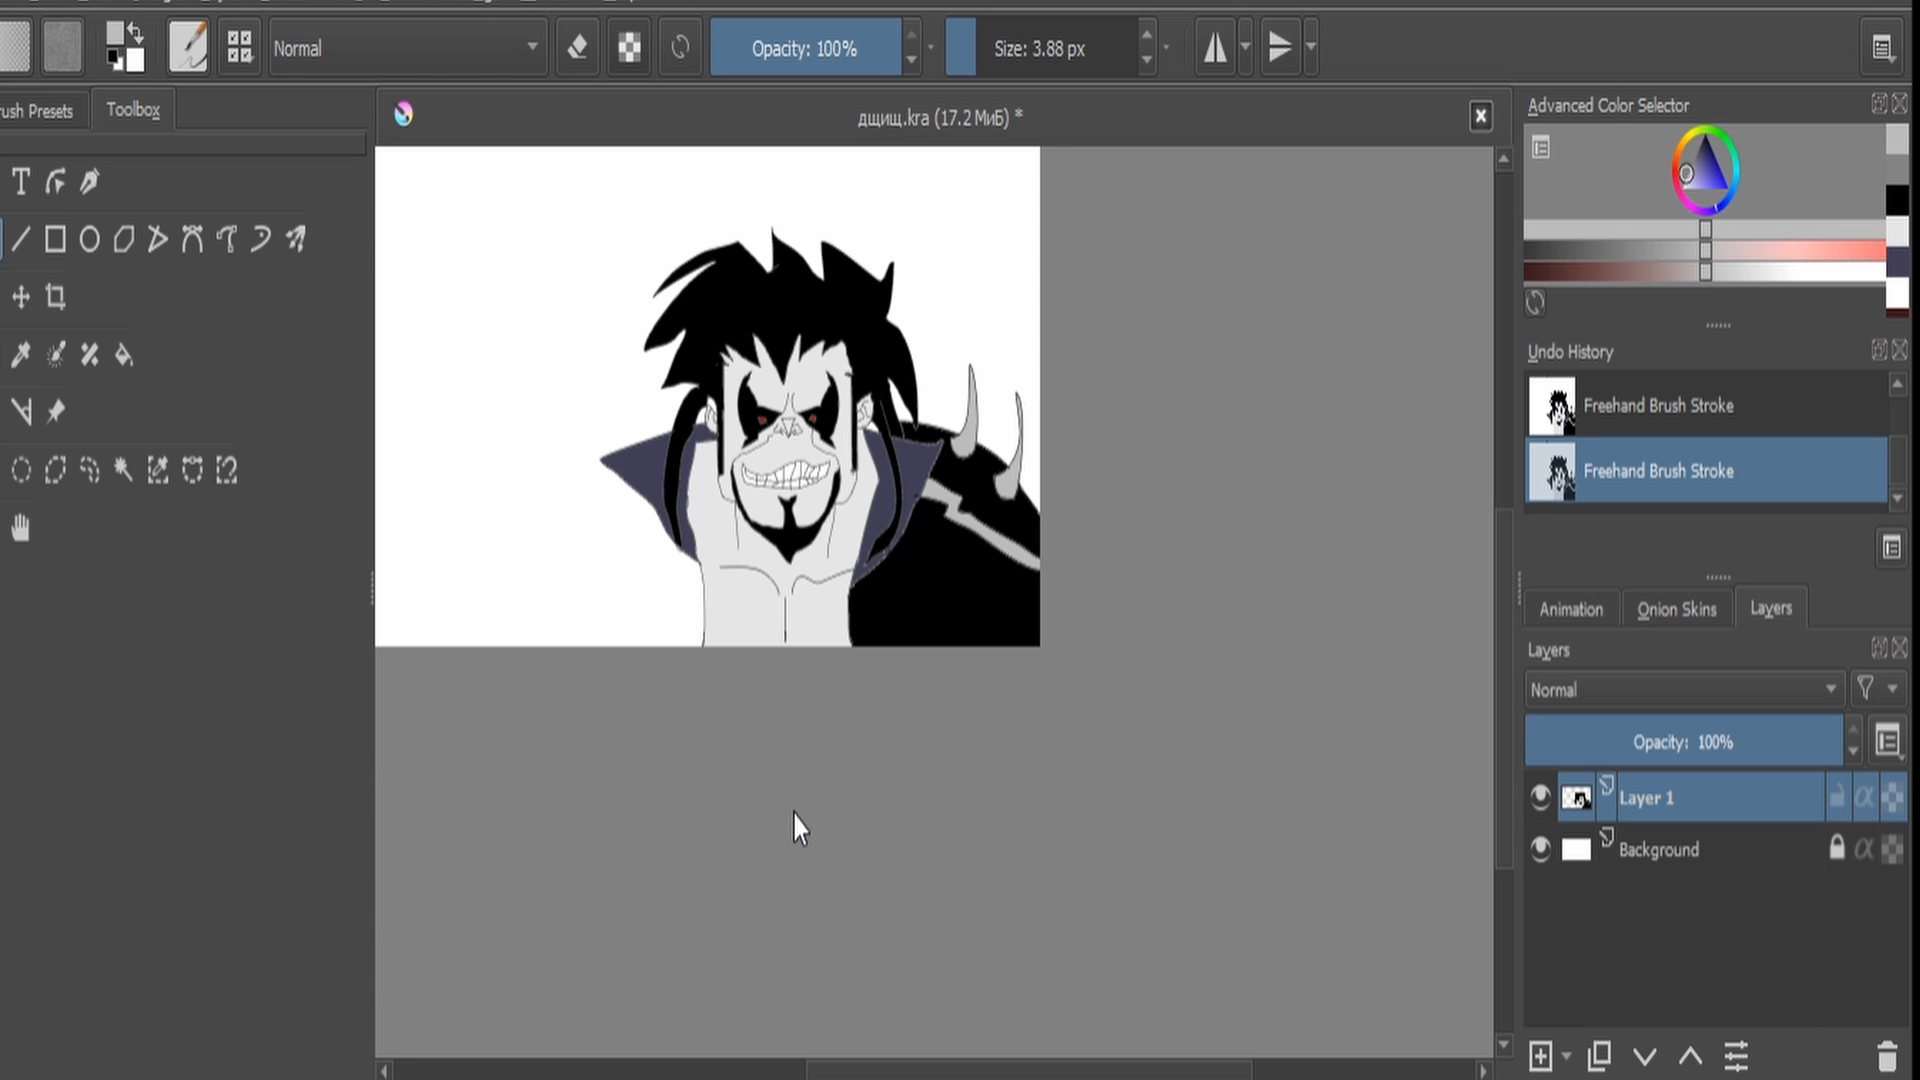 Normal
Opacity: 100%
Size: 3.88 px
rush Presets
Toolbox
дщищ.kra (17.2 МиБ) *
Advanced Color Selector
Undo History
Freehand Brush Stroke
Freehand Brush Stroke
Animation
Onion Skins
Layers
Layers
Normal
Opacity: 100%
Layer 1
Background